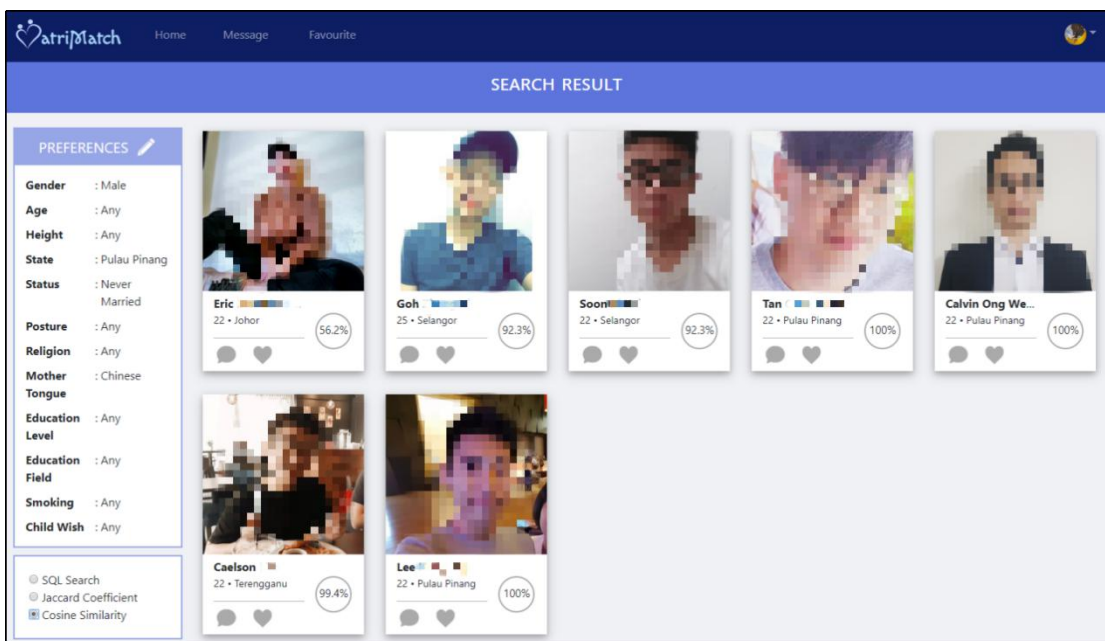 MatriMatch Home Message Favourite
SEARCH RESULT
PREFERENCES
Gender : Male
Age : Any
Height : Any
State : Pulau Pinang
Status : Never
Married
Posture : Any
Religion : Any
Mother : Chinese
Tongue
Education : Any
Level
Education : Any
Field
Smoking : Any
Child Wish : Any
SQL Search
Jaccard Coefficient
Cosine Similarity
Eric
22 • Johor
56.2%
Goh
25 • Selangor
92.3%
Soon
22 • Selangor
92.3%
Tan
22 • Pulau Pinang
100%
Calvin Ong We...
22 • Pulau Pinang
100%
Caelson
22 • Terengganu
99.4%
Lee
22 • Pulau Pinang
100%